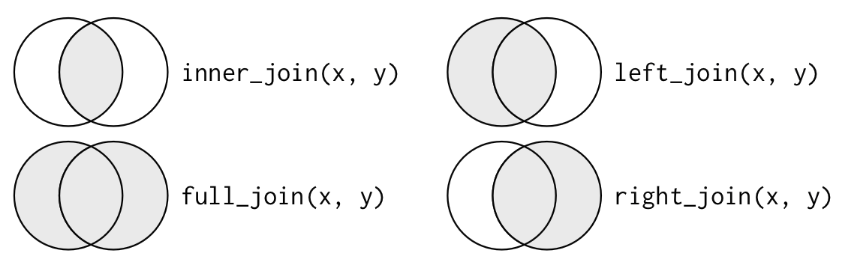 inner_join(x, y)
left_join(x, y)
full_join(x, y)
right_join(x, y)